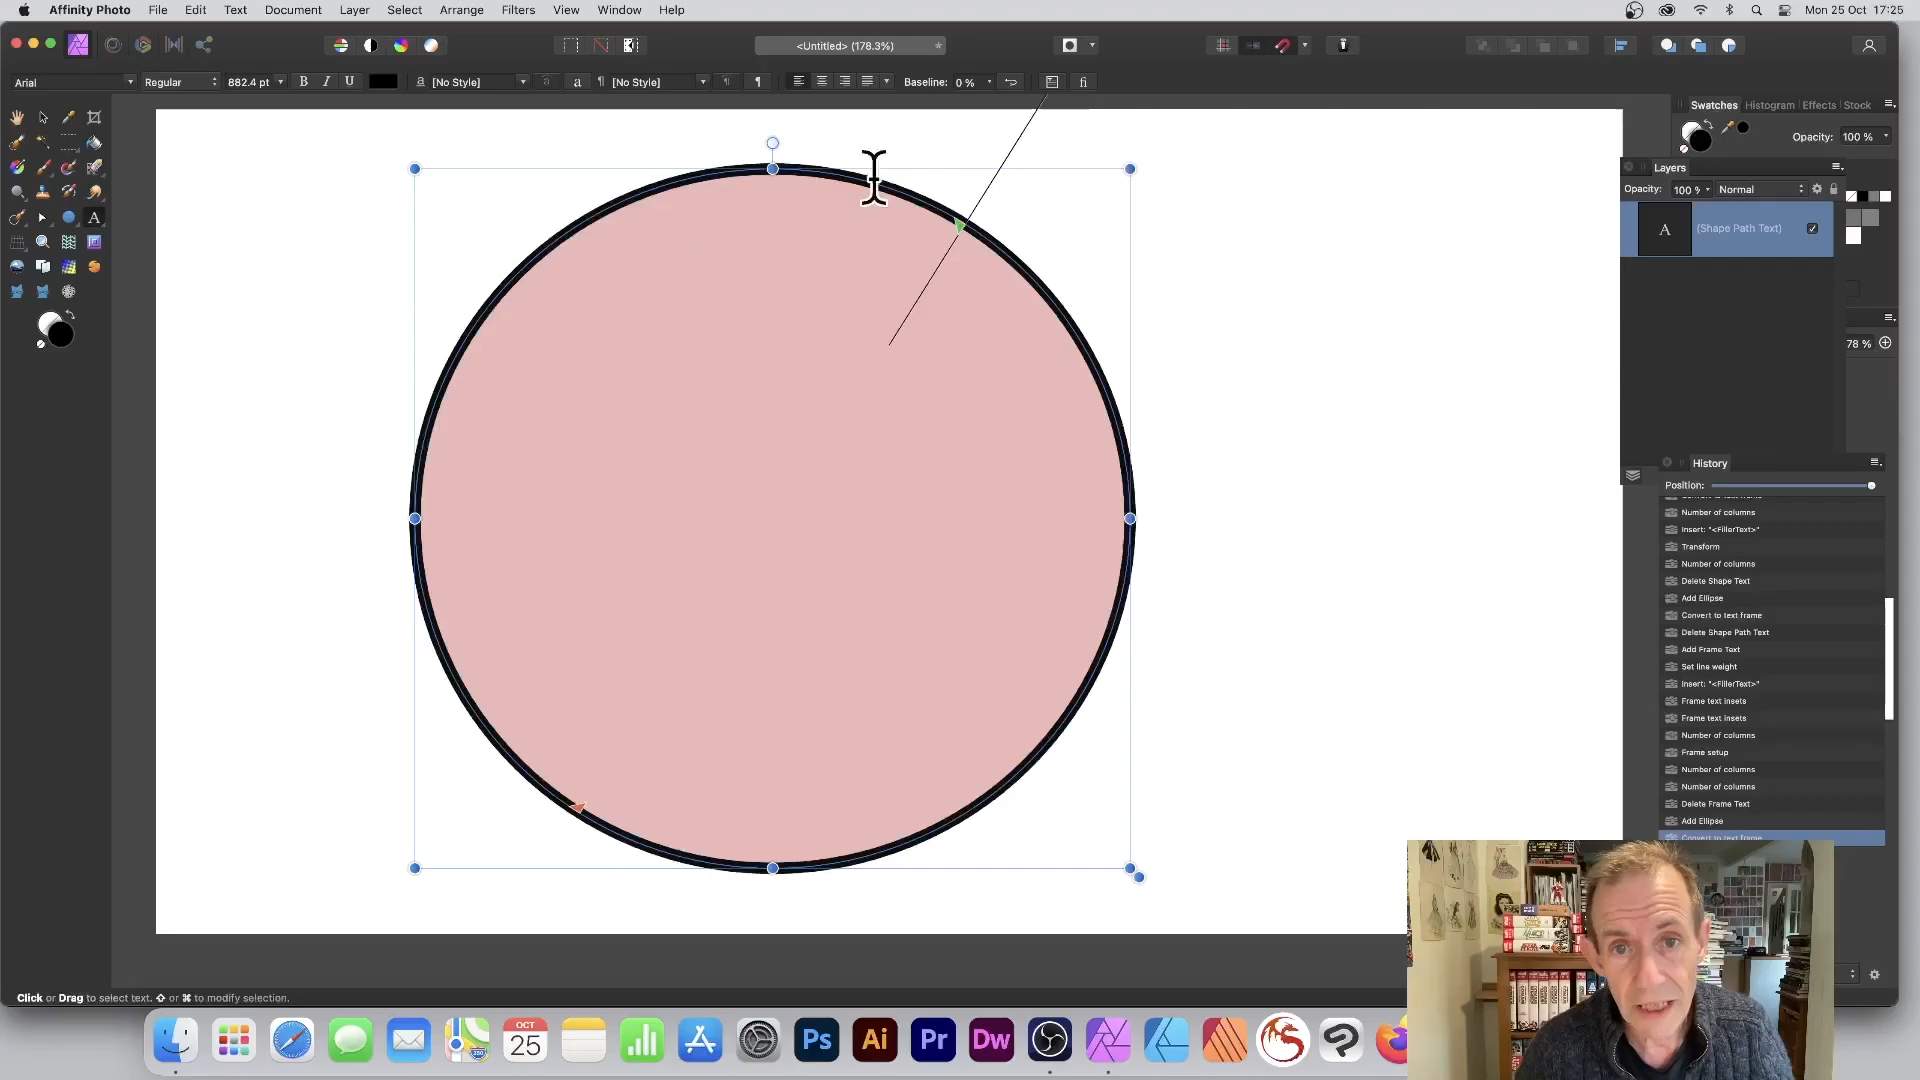 Affinity Photo File Edit Text Document Layer Select Arrange Filters View Window Help Mon 25 Oct 17:25
<Untitled> (178.3%)
Arial Regular 882.4 pt B I U a [No Style] a a ¶ [No Style] ¶ ¶ Baseline: 0 % fi
Swatches Histogram Effects Stock
Opacity: 100 %
Layers
Opacity: 100 % Normal
A (Shape Path Text)
78 %
History
Position:
Number of columns
Insert: "<FillerText>"
Transform
Number of columns
Delete Shape Text
Add Ellipse
Convert to text frame
Delete Shape Path Text
Add Frame Text
Set line weight
Insert: "<FillerText>"
Frame text insets
Frame text insets
Number of columns
Frame setup
Number of columns
Number of columns
Delete Frame Text
Add Ellipse
Convert to text frame
Click or Drag to select text. ⇧ or ⌘ to modify selection.
OCT
25
Ps Ai Pr Dw